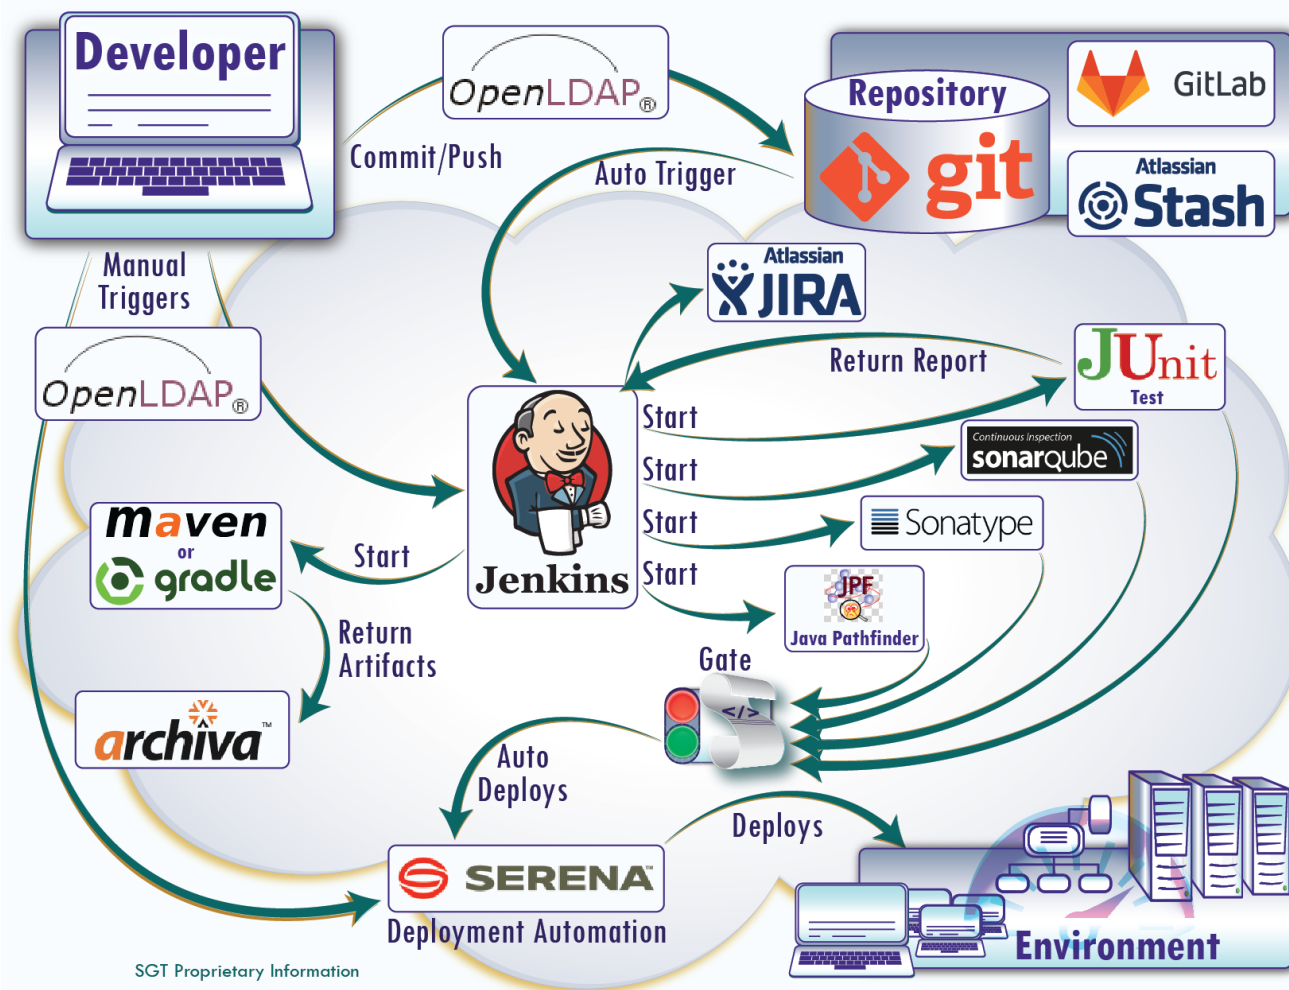 Developer
OpenLDAP®
Commit/Push
Repository
git
GitLab
Atlassian
Stash
Auto Trigger
Manual
Triggers
OpenLDAP®
Atlassian
JIRA
Return Report
JUnit
Test
Start
Continuous Inspection
sonarqube
Start
Start
Sonatype
Start
Jenkins
JPF
Java Pathfinder
maven
or
gradle
Start
Return
Artifacts
archiva™
Gate
</>
Auto
Deploys
Deploys
SERENA™
Deployment Automation
Environment
SGT Proprietary Information